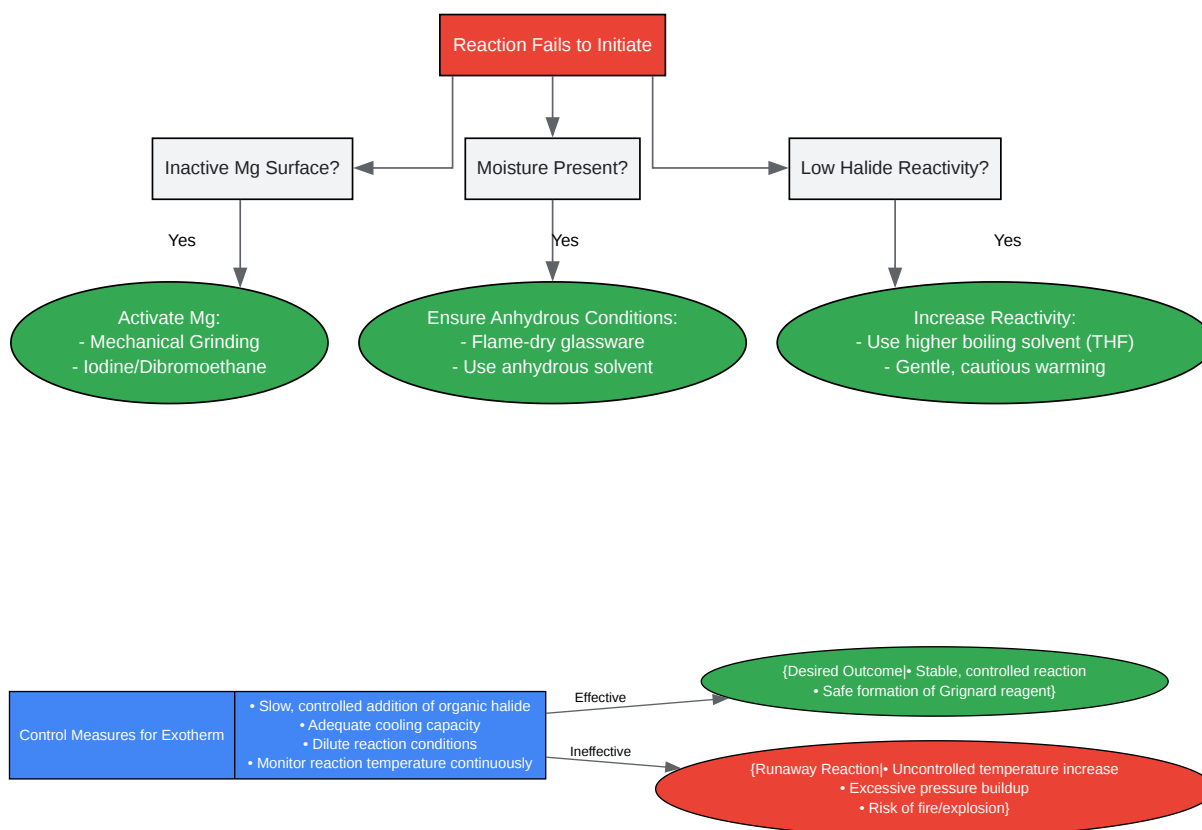 Reaction Fails to Initiate
Inactive Mg Surface?
Moisture Present?
Low Halide Reactivity?
Yes
Yes
Yes
Activate Mg:
- Mechanical Grinding
- Iodine/Dibromoethane
Ensure Anhydrous Conditions:
- Flame-dry glassware
- Use anhydrous solvent
Increase Reactivity:
- Use higher boiling solvent (THF)
- Gentle, cautious warming
Control Measures for Exotherm
• Slow, controlled addition of organic halide
• Adequate cooling capacity
• Dilute reaction conditions
• Monitor reaction temperature continuously
Effective
{Desired Outcome|• Stable, controlled reaction
• Safe formation of Grignard reagent}
Ineffective
{Runaway Reaction|• Uncontrolled temperature increase
• Excessive pressure buildup
• Risk of fire/explosion}